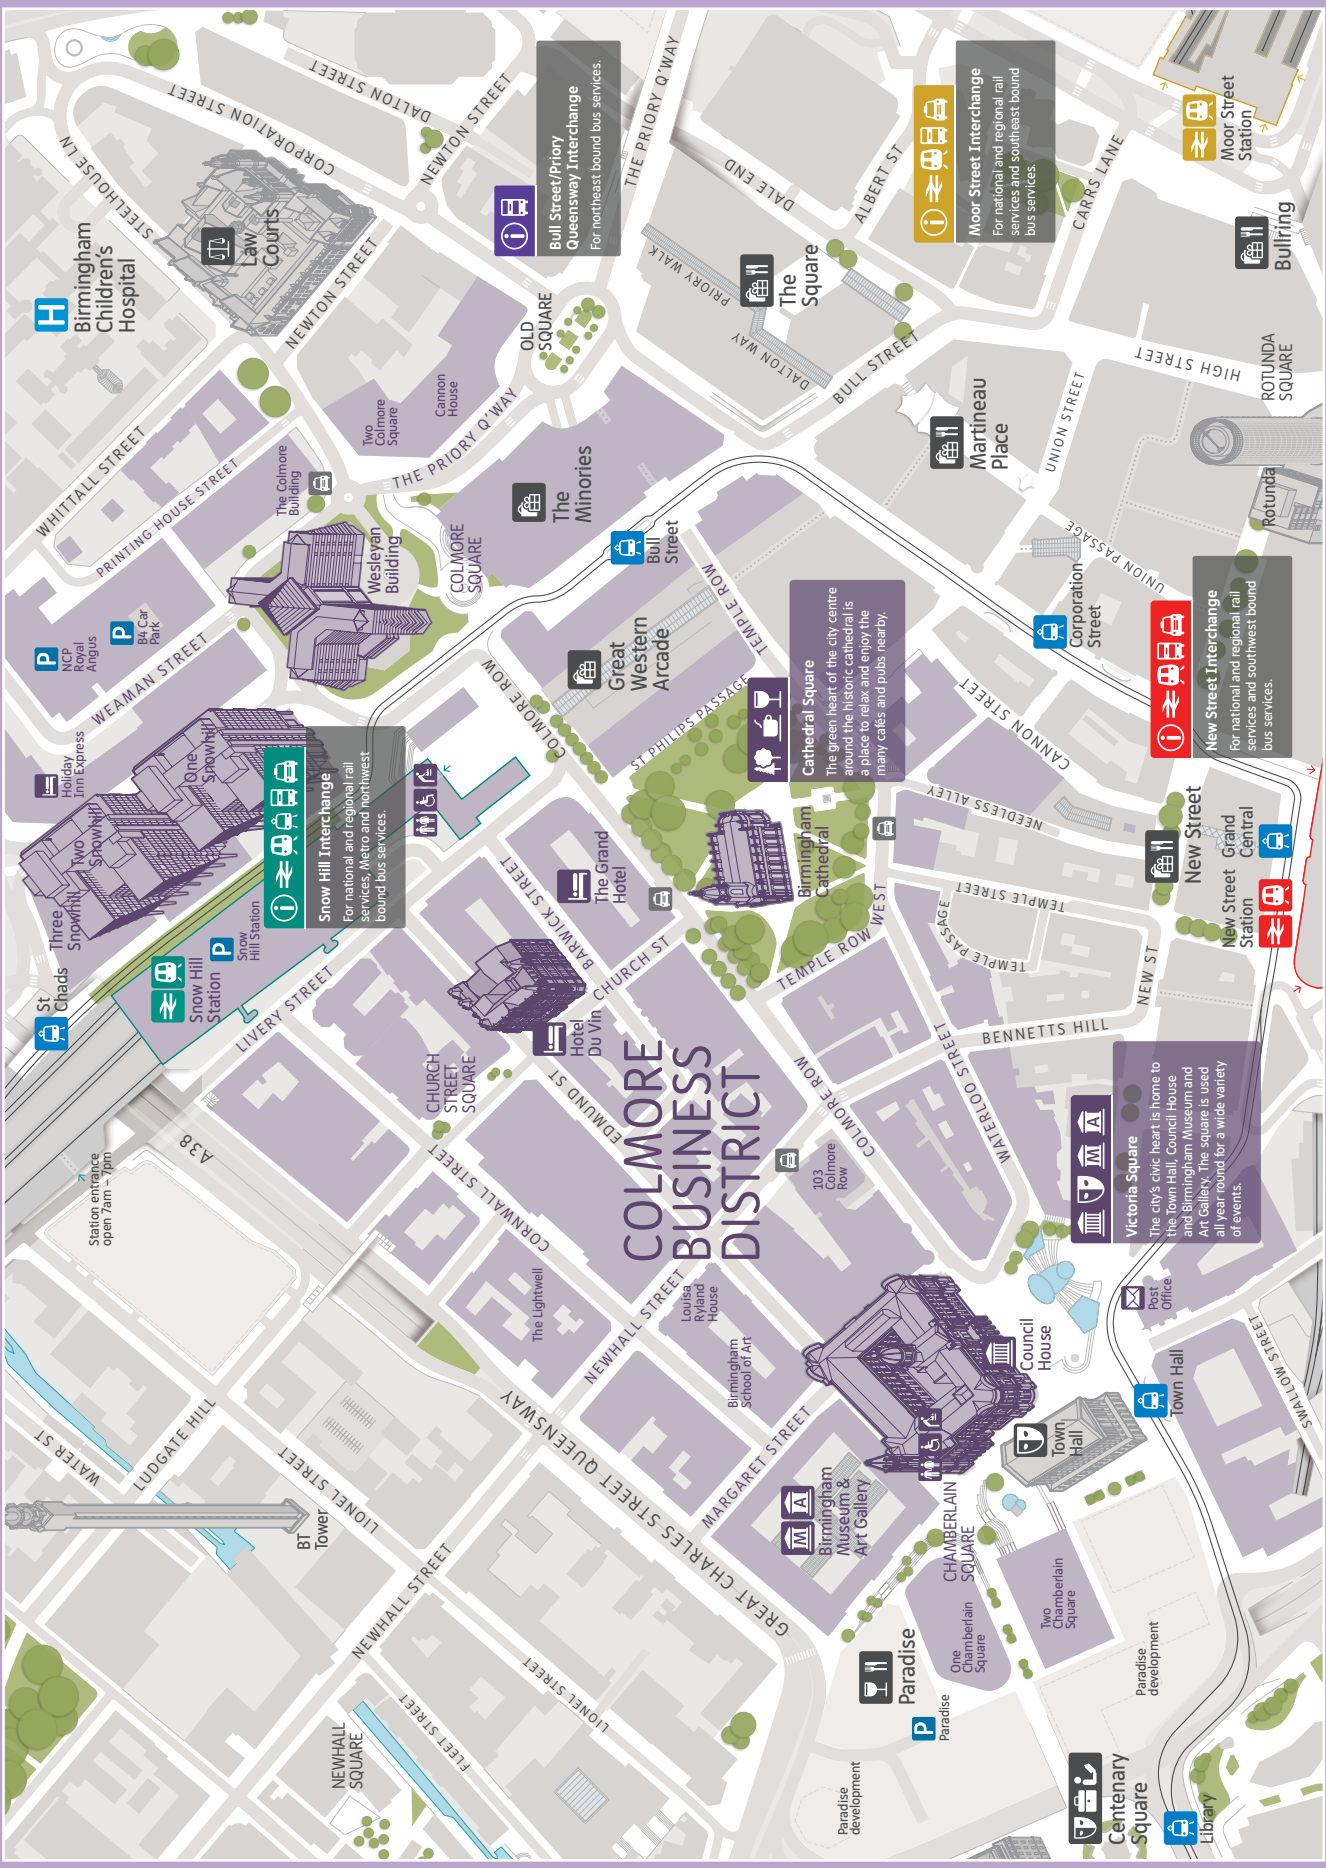 Birmingham
Children's
Hospital
H
STEELHOUSE LN
CORPORATION STREET
DALTON STREET
NEWTON STREET
Law
Courts
NEWTON STREET
WHITTALL STREET
PRINTING HOUSE STREET
The Colmore
Building
Two
Colmore
Square
Cannon
House
THE PRIORY Q'WAY
OLD
SQUARE
Bull Street/Priory
Queensway Interchange
For northeast bound bus services.
THE PRIORY Q'WAY
DALE END
ALBERT ST
PRIORY WALK
DALTON WAY
The
Square
BULL STREET
Moor Street Interchange
For national and regional rail
services and southeast bound
bus services.
CARRS LANE
Moor Street
Station
Bullring
HIGH STREET
ROTUNDA
SQUARE
Rotunda
UNION STREET
UNION PASSAGE
Martineau
Place
Corporation
Street
New Street Interchange
For national and regional rail
services and southwest bound
bus services.
P
NCP
Royal
Angus
P
B4 Car
Park
WEAMAN STREET
Holiday
Inn Express
Wesleyan
Building
COLMORE
SQUARE
The
Minories
Bull
Street
Great
Western
Arcade
TEMPLE ROW
COLMORE ROW
ST PHILIPS PASSAGE
Cathedral Square
The green heart of the city centre
around the historic cathedral is
a place to relax and enjoy the
many cafés and pubs nearby.
Birmingham
Cathedral
CANNON STREET
NEEDLESS ALLEY
TEMPLE STREET
TEMPLE PASSAGE
TEMPLE STREET
New Street
Grand
Central
New Street
Station
NEW ST
One
Snowhill
Two
Snowhill
Three
Snowhill
Snow Hill Interchange
For national and regional rail
services, Metro and northwest
bound bus services.
St
Chads
P
Snow
Hill Station
Snow Hill
Station
LIVERY STREET
BARWICK STREET
The Grand
Hotel
CHURCH ST
TEMPLE ROW WEST
Hotel
Du Vin
CHURCH
STREET
SQUARE
EDMUND ST
COLMORE
BUSINESS
DISTRICT
COLMORE ROW
WATERLOO STREET
BENNETTS HILL
103
Colmore
Row
Victoria Square
The city's civic heart is home to
the Town Hall, Council House
and Birmingham Museum and
Art Gallery. The square is used
all year round for a wide variety
of events.
M
A
A38
Station entrance
open 7am – 7pm
CORNWALL STREET
The Lightwell
NEWHALL STREET
Louisa
Ryland
House
Birmingham
School of Art
MARGARET STREET
Council
House
Post
Office
Town Hall
Town
Hall
SWALLOW STREET
M
A
Birmingham
Museum &
Art Gallery
CHAMBERLAIN
SQUARE
GREAT CHARLES STREET QUEENSWAY
WATER ST
LUDGATE HILL
LIONEL STREET
BT
Tower
NEWHALL STREET
LIONEL STREET
FLEET STREET
NEWHALL
SQUARE
Paradise
P
Paradise
One
Chamberlain
Square
Two
Chamberlain
Square
Paradise
development
Paradise
development
Centenary
Square
Library